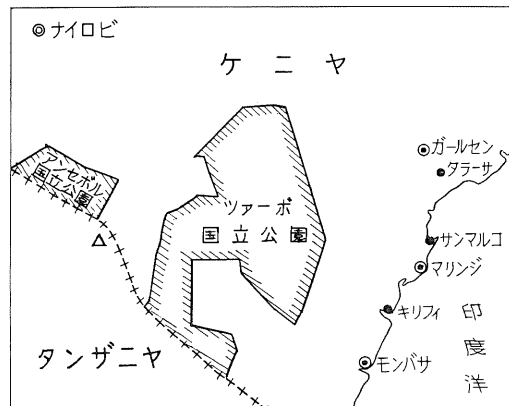 ナイロビ
ケニヤ
ガールセン
タラーサ
アンセボル
国立公園
ツァーボ
国立公園
サンマルコ
マリンジ
キリフィ
印度洋
タンザニヤ
モンバサ